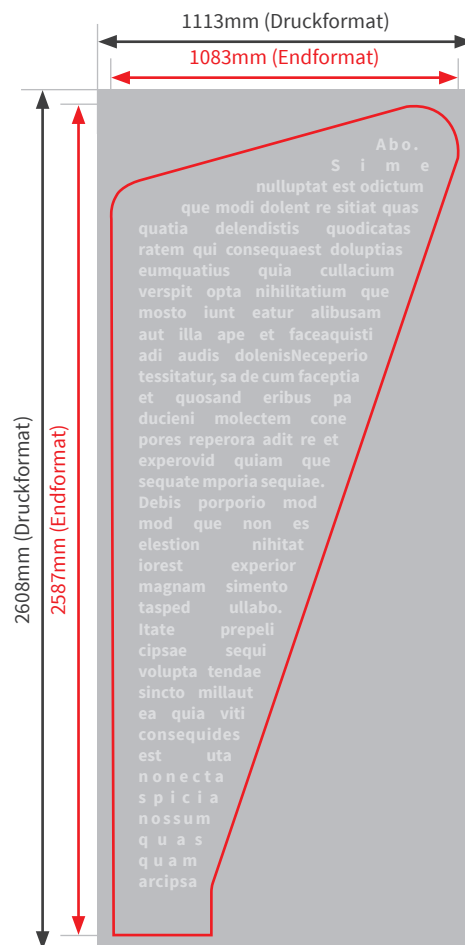 1113mm (Druckformat)
1083mm (Endformat)
2608mm (Druckformat)
2587mm (Endformat)
Abo.
Sime
nulluptat est odictum
que modi dolent re sitiat quas
quatia delendistis quodicatas
ratem qui consequaest doluptias
eumquatius quia cullacium
verspit opta nihilitatium que
mosto iunt eatur alibusam
aut illa ape et faceaquisti
adi audis dolenisNeceperio
tessitatur, sa de cum faceptia
et quosand eribus pa
ducieni molectem cone
pores reperora adit re et
experovid quiam que
sequate mporia sequiae.
Debis porporio mod
mod que non es
elestion nihitat
iorest experior
magnam simento
tasped ullabo.
Itate prepeli
cipsae sequi
volupta tendae
sincto millaut
ea quia viti
consequides
est uta
nonecta
spicia
nossum
quas
quam
arcipsa